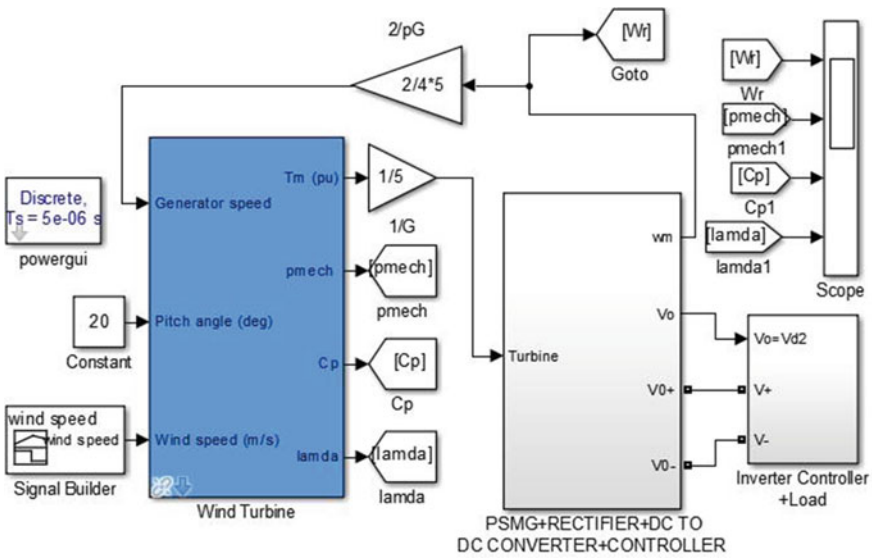 2/pG
2/4*5
[Wr]
Goto
[Wr]
Wr
[pmech]
pmech1
[Cp]
Cp1
[lamda]
lamda1
Scope
Discrete,
Ts = 5e-06 s
powergui
Generator speed
Tm (pu)
1/5
1/G
pmech
[pmech]
pmech
20
Constant
Pitch angle (deg)
Cp
[Cp]
Cp
wind speed
wind speed
Signal Builder
Wind speed (m/s)
lamda
[lamda]
lamda
Wind Turbine
wm
Vo
Turbine
V0+
V0-
PSMG+RECTIFIER+DC TO
DC CONVERTER+CONTROLLER
Vo=Vd2
V+
V-
Inverter Controller
+Load